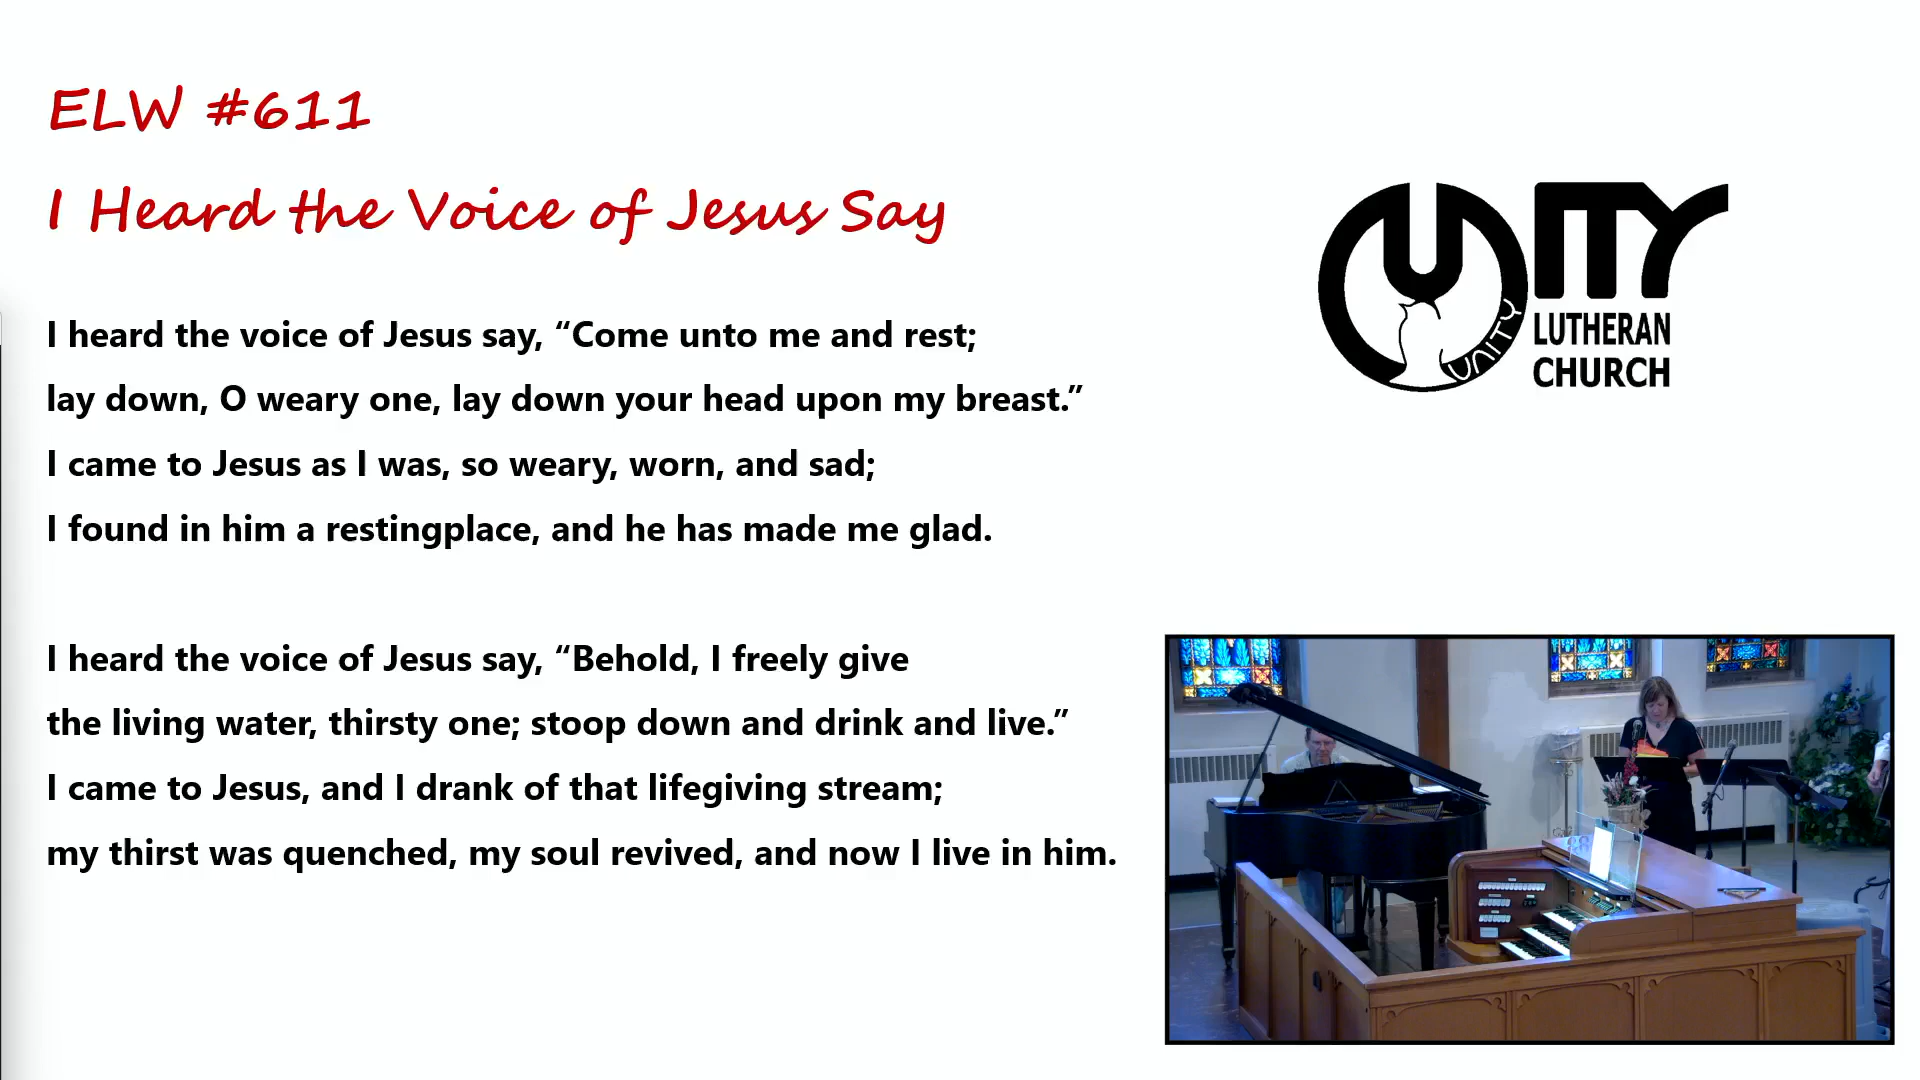 ELW #611
I Heard the Voice of Jesus Say
I heard the voice of Jesus say, “Come unto me and rest;
lay down, O weary one, lay down your head upon my breast.”
I came to Jesus as I was, so weary, worn, and sad;
I found in him a restingplace, and he has made me glad.
I heard the voice of Jesus say, “Behold, I freely give
the living water, thirsty one; stoop down and drink and live.”
I came to Jesus, and I drank of that lifegiving stream;
my thirst was quenched, my soul revived, and now I live in him.
UNITY
UNITY
LUTHERAN
CHURCH